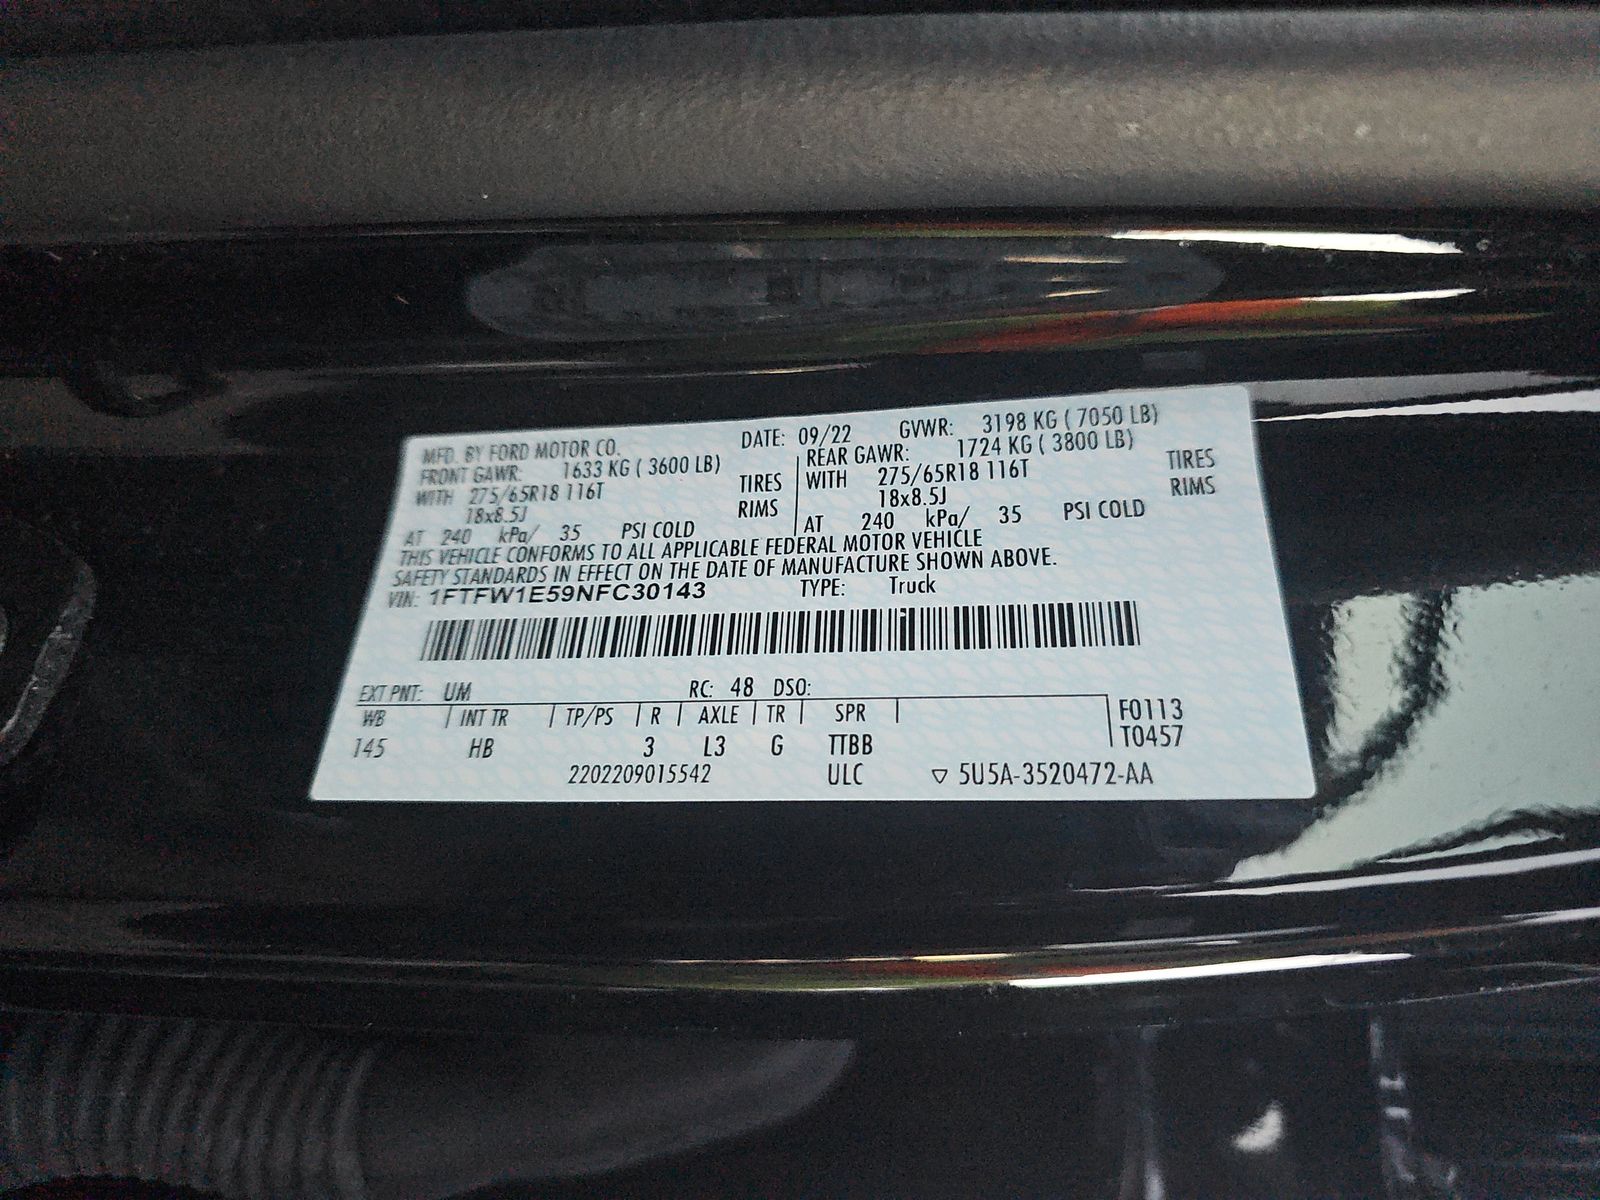 MFD. BY FORD MOTOR CO. DATE: 09/22 GVWR: 3198 KG ( 7050 LB)
FRONT GAWR: 1633 KG ( 3600 LB) REAR GAWR: 1724 KG ( 3800 LB)
WITH 275/65R18 116T TIRES WITH 275/65R18 116T TIRES
18x8.5J RIMS 18x8.5J RIMS
AT 240 kPa/ 35 PSI COLD AT 240 kPa/ 35 PSI COLD
THIS VEHICLE CONFORMS TO ALL APPLICABLE FEDERAL MOTOR VEHICLE
SAFETY STANDARDS IN EFFECT ON THE DATE OF MANUFACTURE SHOWN ABOVE.
VIN: 1FTFW1E59NFC30143 TYPE: Truck
EXT PNT: UM RC: 48 DSO:
WB INT TR TP/PS R AXLE TR SPR F0113
145 HB 3 L3 G TTBB T0457
2202209015542 ULC ▽ 5U5A-3520472-AA